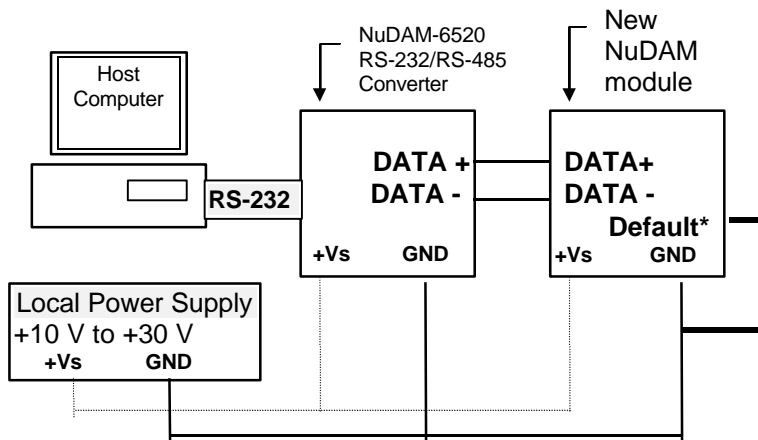 NuDAM-6520
RS-232/RS-485
Converter
New
NuDAM
module
Host
Computer
RS-232
DATA +
DATA -
+Vs GND
DATA+
DATA -
Default*
+Vs GND
Local Power Supply
+10 V to +30 V
+Vs GND